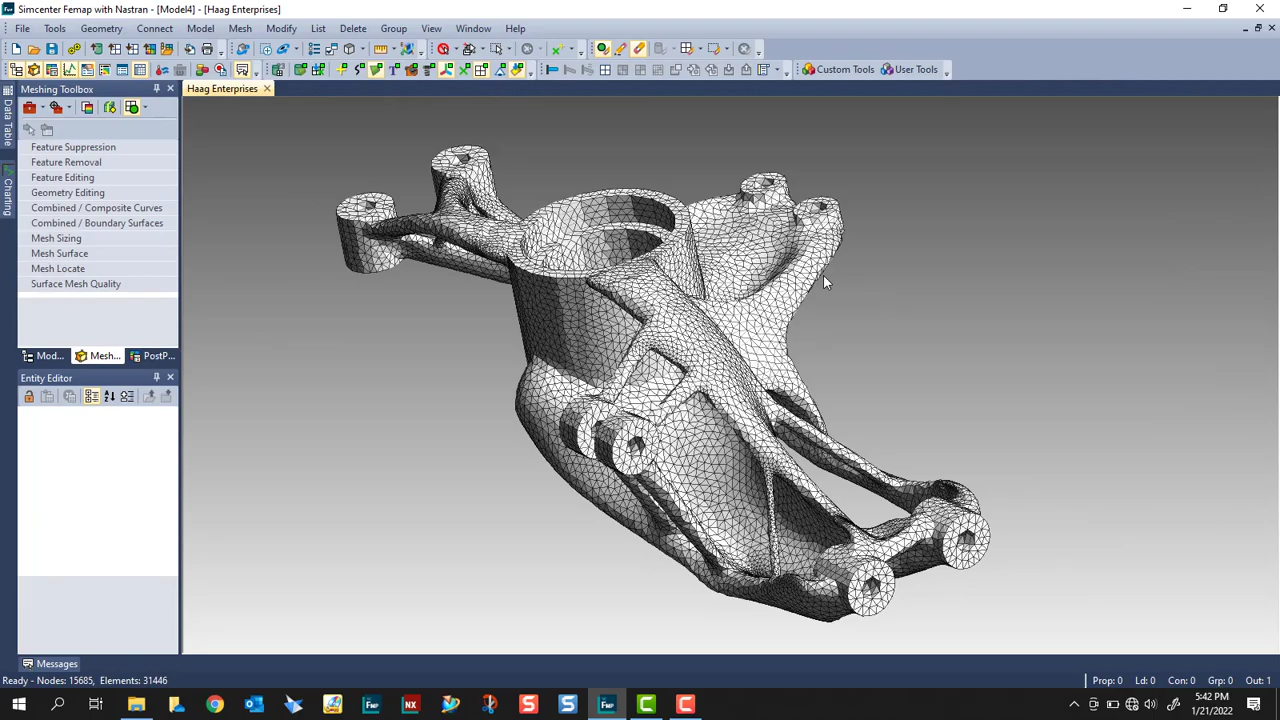 Simcenter Femap with Nastran - [Model4] - [Haag Enterprises]
File Tools Geometry Connect Model Mesh Modify List Delete Group View Window Help
Custom Tools User Tools
Meshing Toolbox
Haag Enterprises
Data Table
Charting
Feature Suppression
Feature Removal
Feature Editing
Geometry Editing
Combined / Composite Curves
Combined / Boundary Surfaces
Mesh Sizing
Mesh Surface
Mesh Locate
Surface Mesh Quality
Mod... Mesh... PostP...
Entity Editor
Messages
Ready - Nodes: 15685, Elements: 31446
Prop: 0 Ld: 0 Con: 0 Grp: 0 Out: 1
5:42 PM
1/21/2022